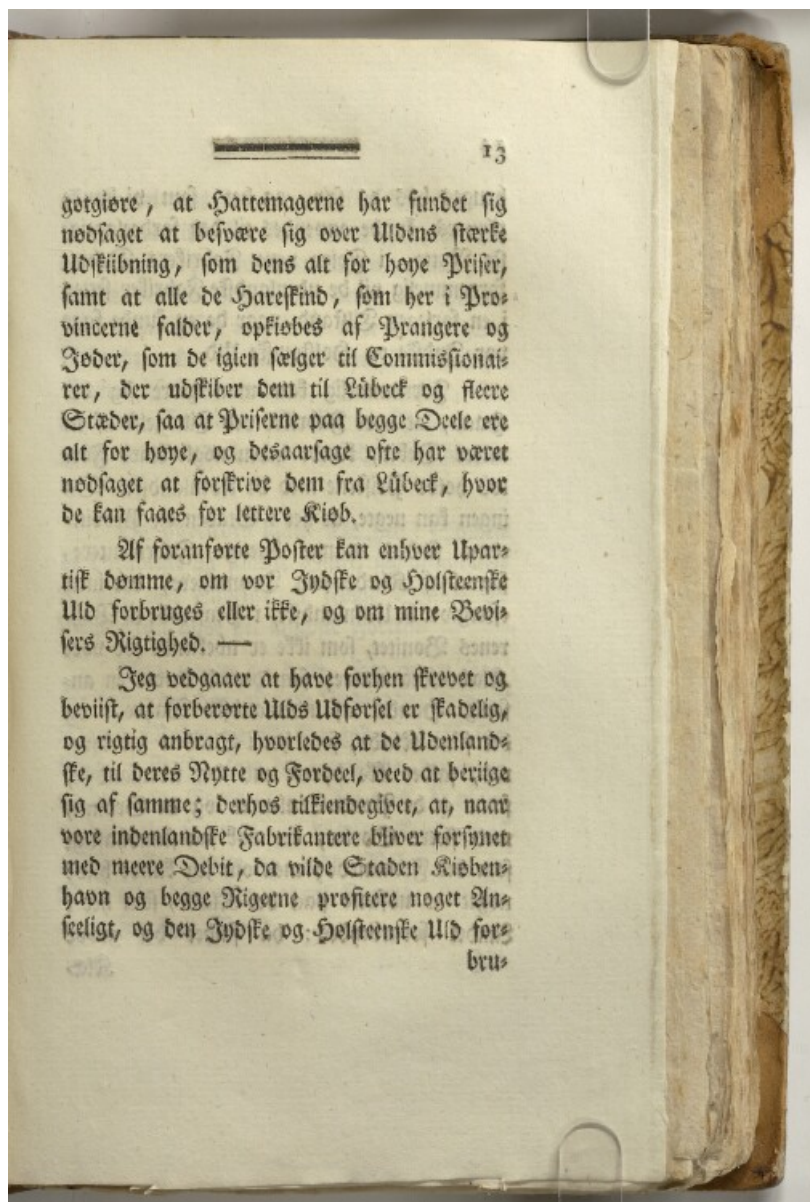 13
gotgiøre, at Hattemagerne har fundet sig
nødsaget at besvære sig over Uldens stærke
Udskiibning, som dens alt for høye Priser,
samt at alle de Hareskind, som her i Pro-
vincerne falder, opkiøbes af Prangere og
Jøder, som de igien sælger til Commissionai-
rer, der udskiber dem til Lübeck og fleere
Stæder, saa at Priserne paa begge Deele ere
alt for høye, og desaarsage ofte har været
nødsaget at forskrive dem fra Lübeck, hvor
de kan faaes for lettere Kiøb.
Af foranførte Poster kan enhver Upar-
tisk dømme, om vor Jydske og Holsteenske
Uld forbruges eller ikke, og om mine Bevi-
sers Rigtighed. —
Jeg vedgaaer at have forhen skrevet og
beviist, at forberørte Ulds Udførsel er skadelig,
og rigtig anbragt, hvorledes at de Udenland-
ske, til deres Nytte og Fordeel, veed at beriige
sig af samme; derhos tilkiendegivet, at, naar
vore indenlandske Fabrikantere bliver forsynet
med meere Debit, da vilde Staden Kiøben-
havn og begge Rigerne profitere noget An-
seeligt, og den Jydske og Holsteenske Uld for-
bru-